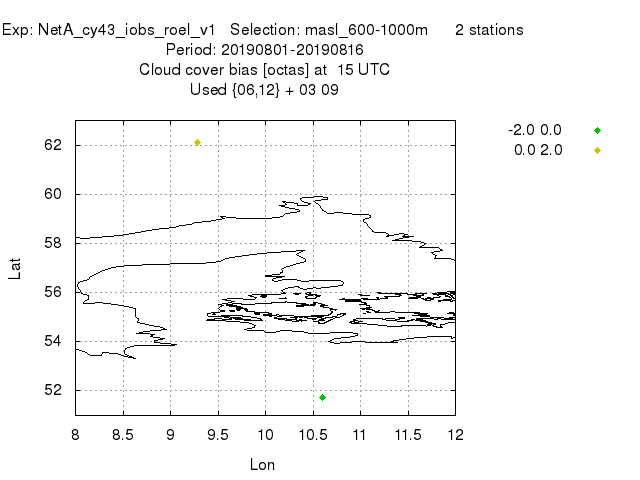 Exp: NetA_cy43_iobs_roel_v1 Selection: masl_600-1000m 2 stations
Period: 20190801-20190816
Cloud cover bias [octas] at 15 UTC
Used {06,12} + 03 09
-2.0 0.0
0.0 2.0
62
60
58
56
54
52
Lat
8 8.5 9 9.5 10 10.5 11 11.5 12
Lon